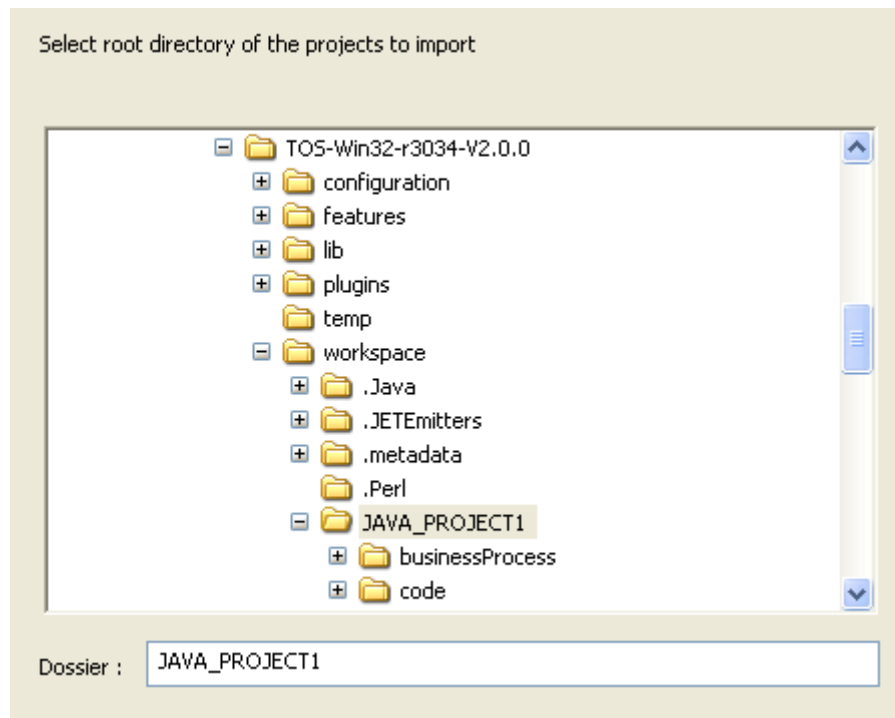 Select root directory of the projects to import
TOS-Win32-r3034-V2.0.0
configuration
features
lib
plugins
temp
workspace
.Java
.JETEmitters
.metadata
.Perl
JAVA_PROJECT1
businessProcess
code
Dossier :
JAVA_PROJECT1